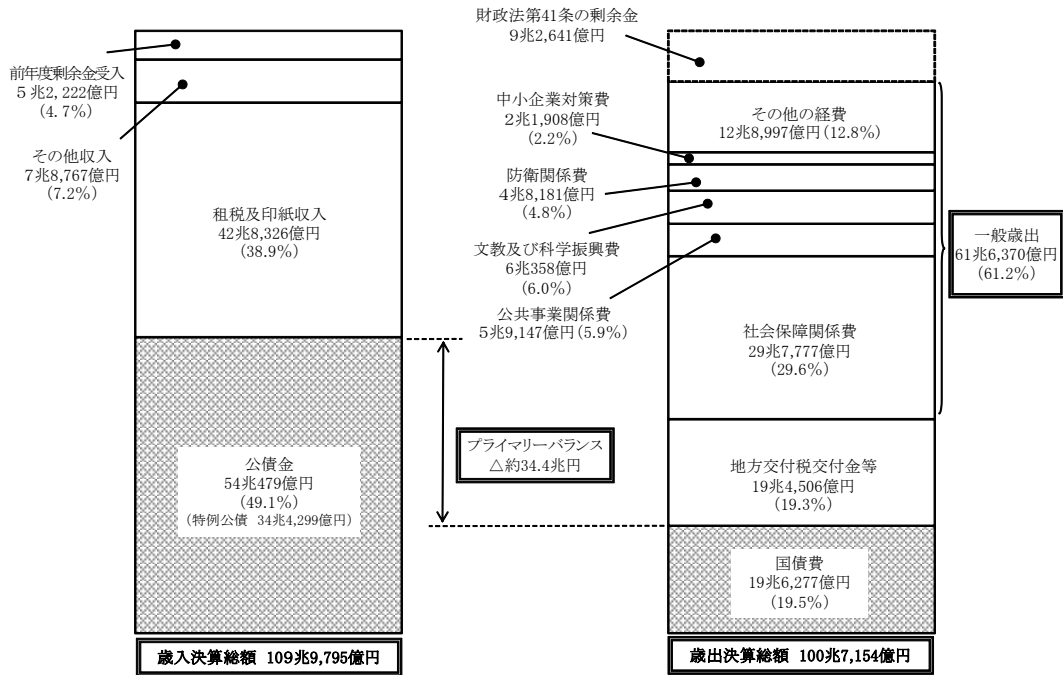 前年度剰余金受入
5兆2,222億円
(4.7%)
その他収入
7兆8,767億円
(7.2%)
租税及印紙収入
42兆8,326億円
(38.9%)
公債金
54兆479億円
(49.1%)
(特例公債 34兆4,299億円)
歳入決算総額 109兆9,795億円
プライマリーバランス
△約34.4兆円
財政法第41条の剰余金
9兆2,641億円
中小企業対策費
2兆1,908億円
(2.2%)
防衛関係費
4兆8,181億円
(4.8%)
文教及び科学振興費
6兆358億円
(6.0%)
公共事業関係費
5兆9,147億円(5.9%)
その他の経費
12兆8,997億円(12.8%)
社会保障関係費
29兆7,777億円
(29.6%)
地方交付税交付金等
19兆4,506億円
(19.3%)
国債費
19兆6,277億円
(19.5%)
歳出決算総額 100兆7,154億円
一般歳出
61兆6,370億円
(61.2%)